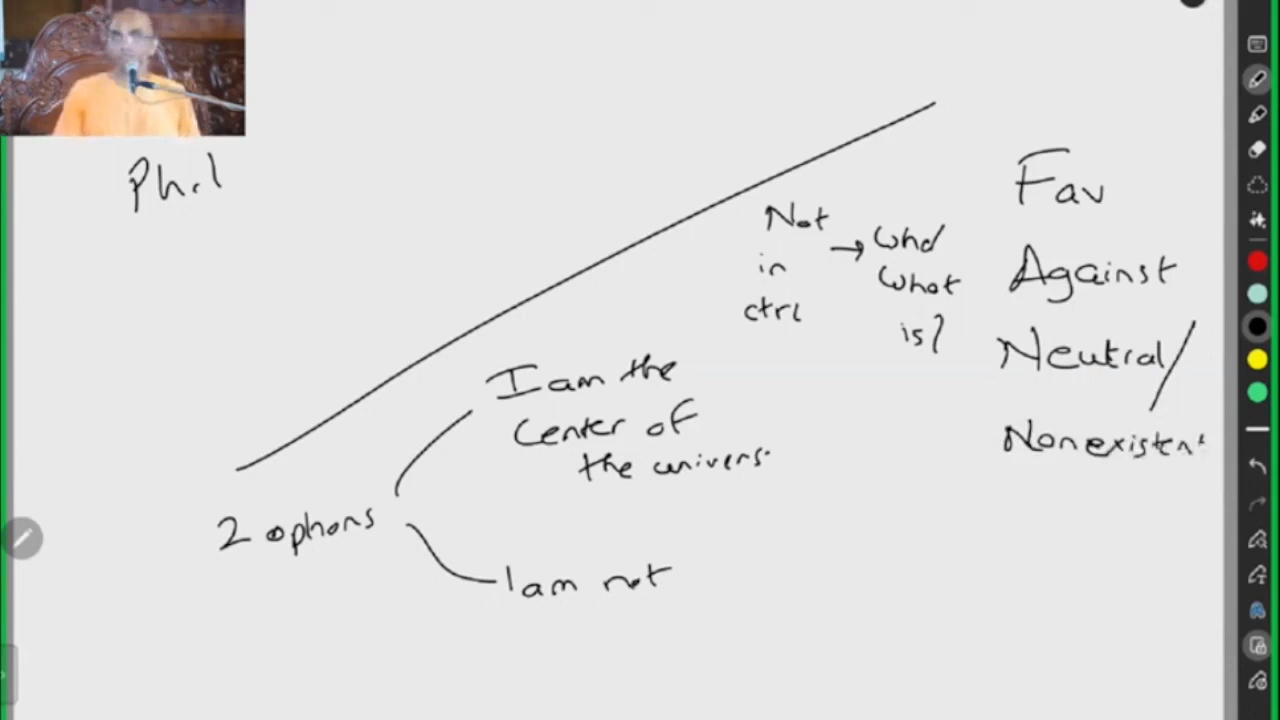 Phil
Fav
Not
in
ctrl
Who/
what
is?
Against
Neutral/
Nonexistent
I am the
center of
the univers
2 options
I am not